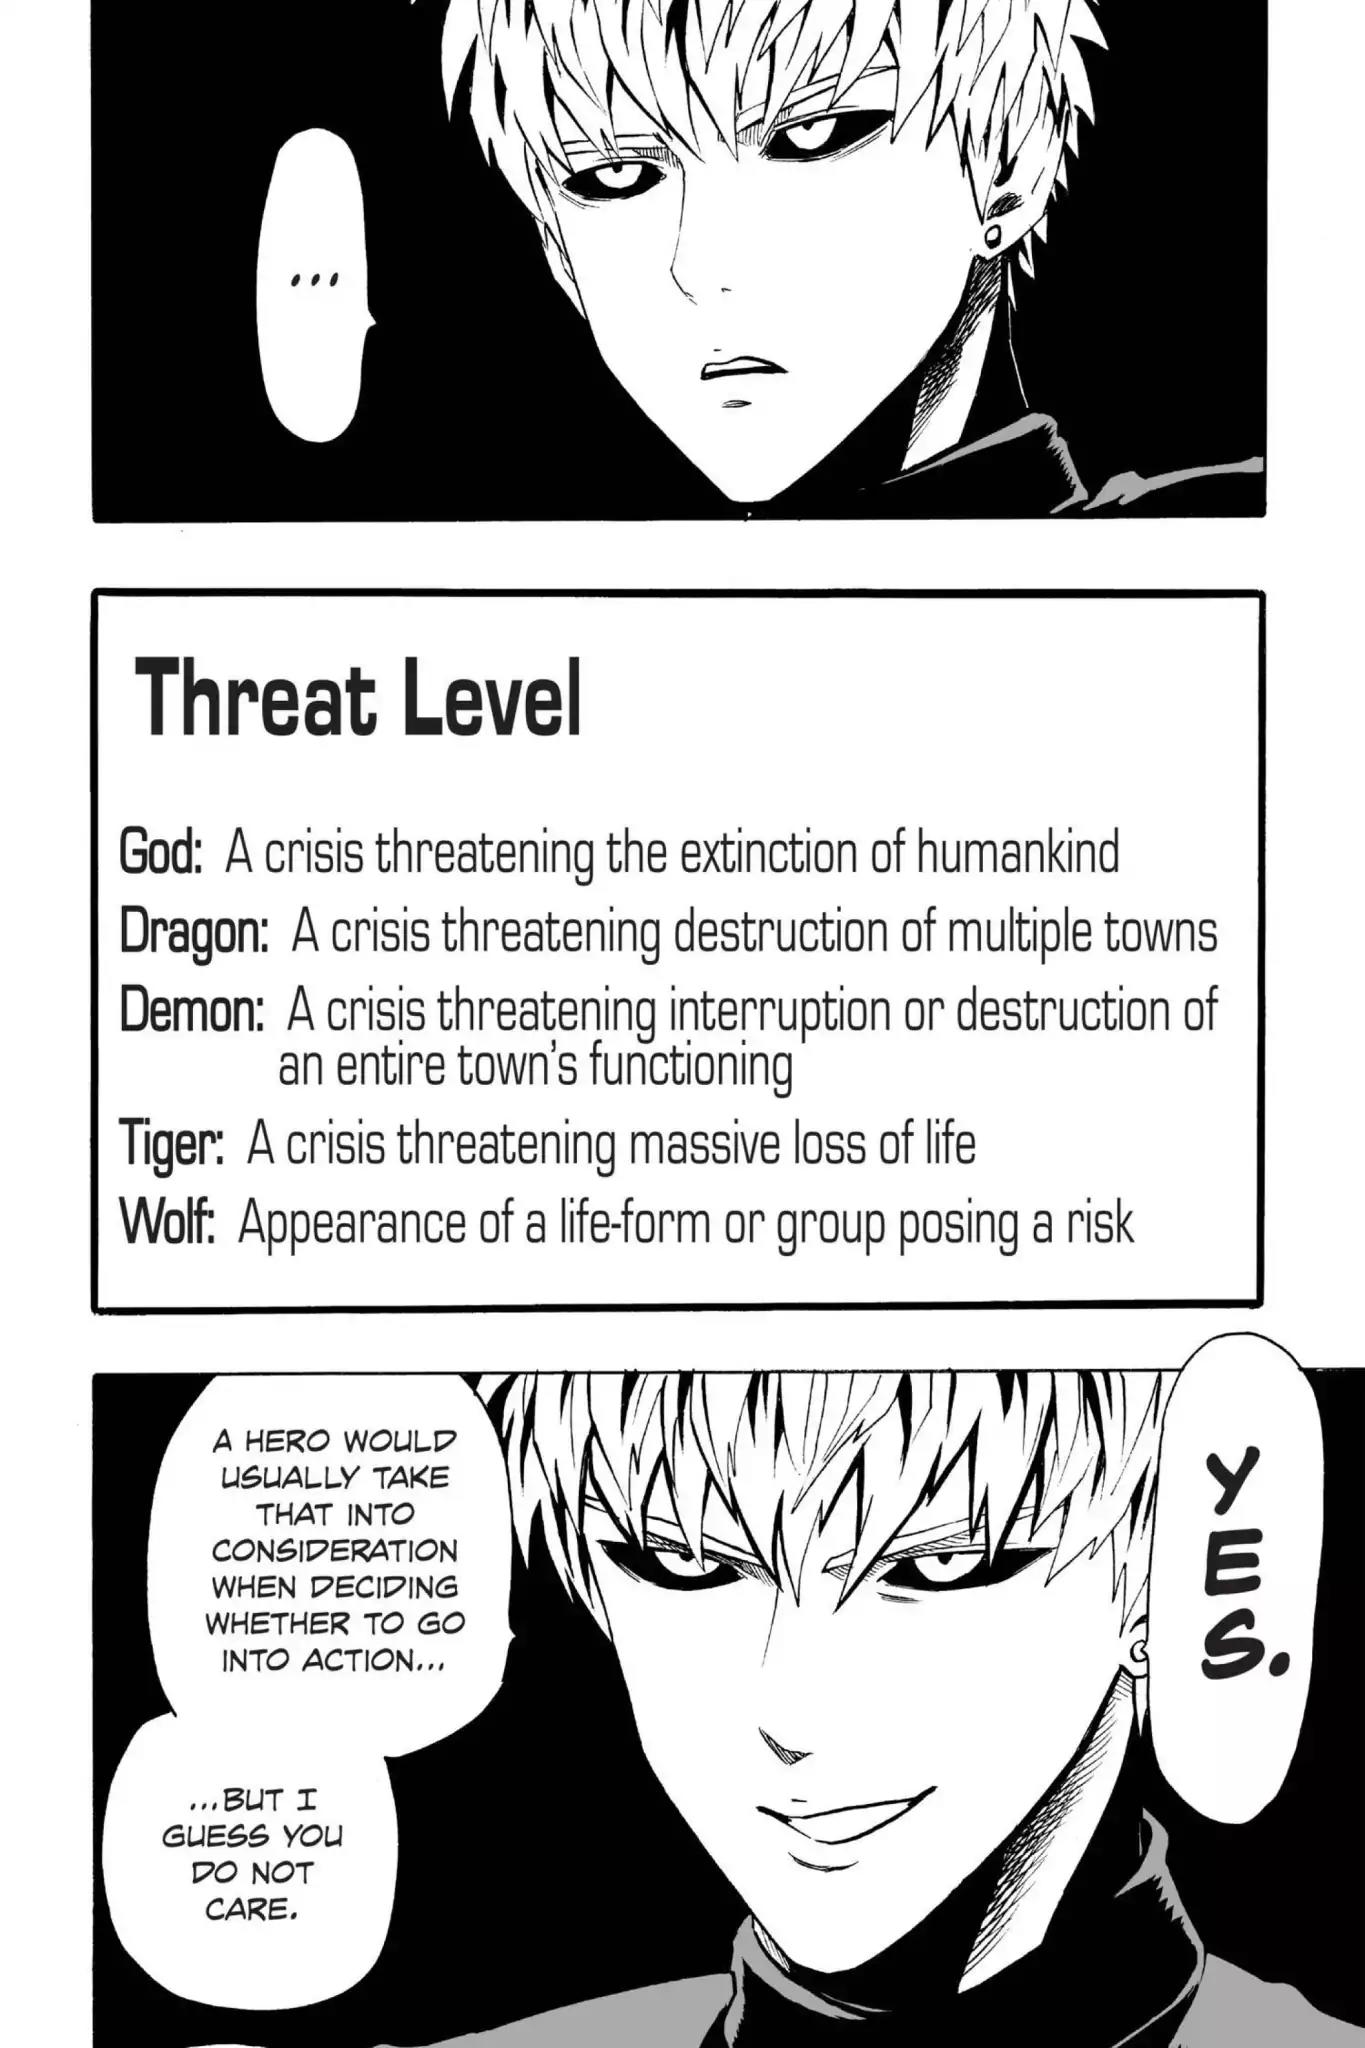 ...
Threat Level
God: A crisis threatening the extinction of humankind
Dragon: A crisis threatening destruction of multiple towns
Demon: A crisis threatening interruption or destruction of
an entire town's functioning
Tiger: A crisis threatening massive loss of life
Wolf: Appearance of a life-form or group posing a risk
YES.
A HERO WOULD
USUALLY TAKE
THAT INTO
CONSIDERATION
WHEN DECIDING
WHETHER TO GO
INTO ACTION...
...BUT I
GUESS YOU
DO NOT
CARE.